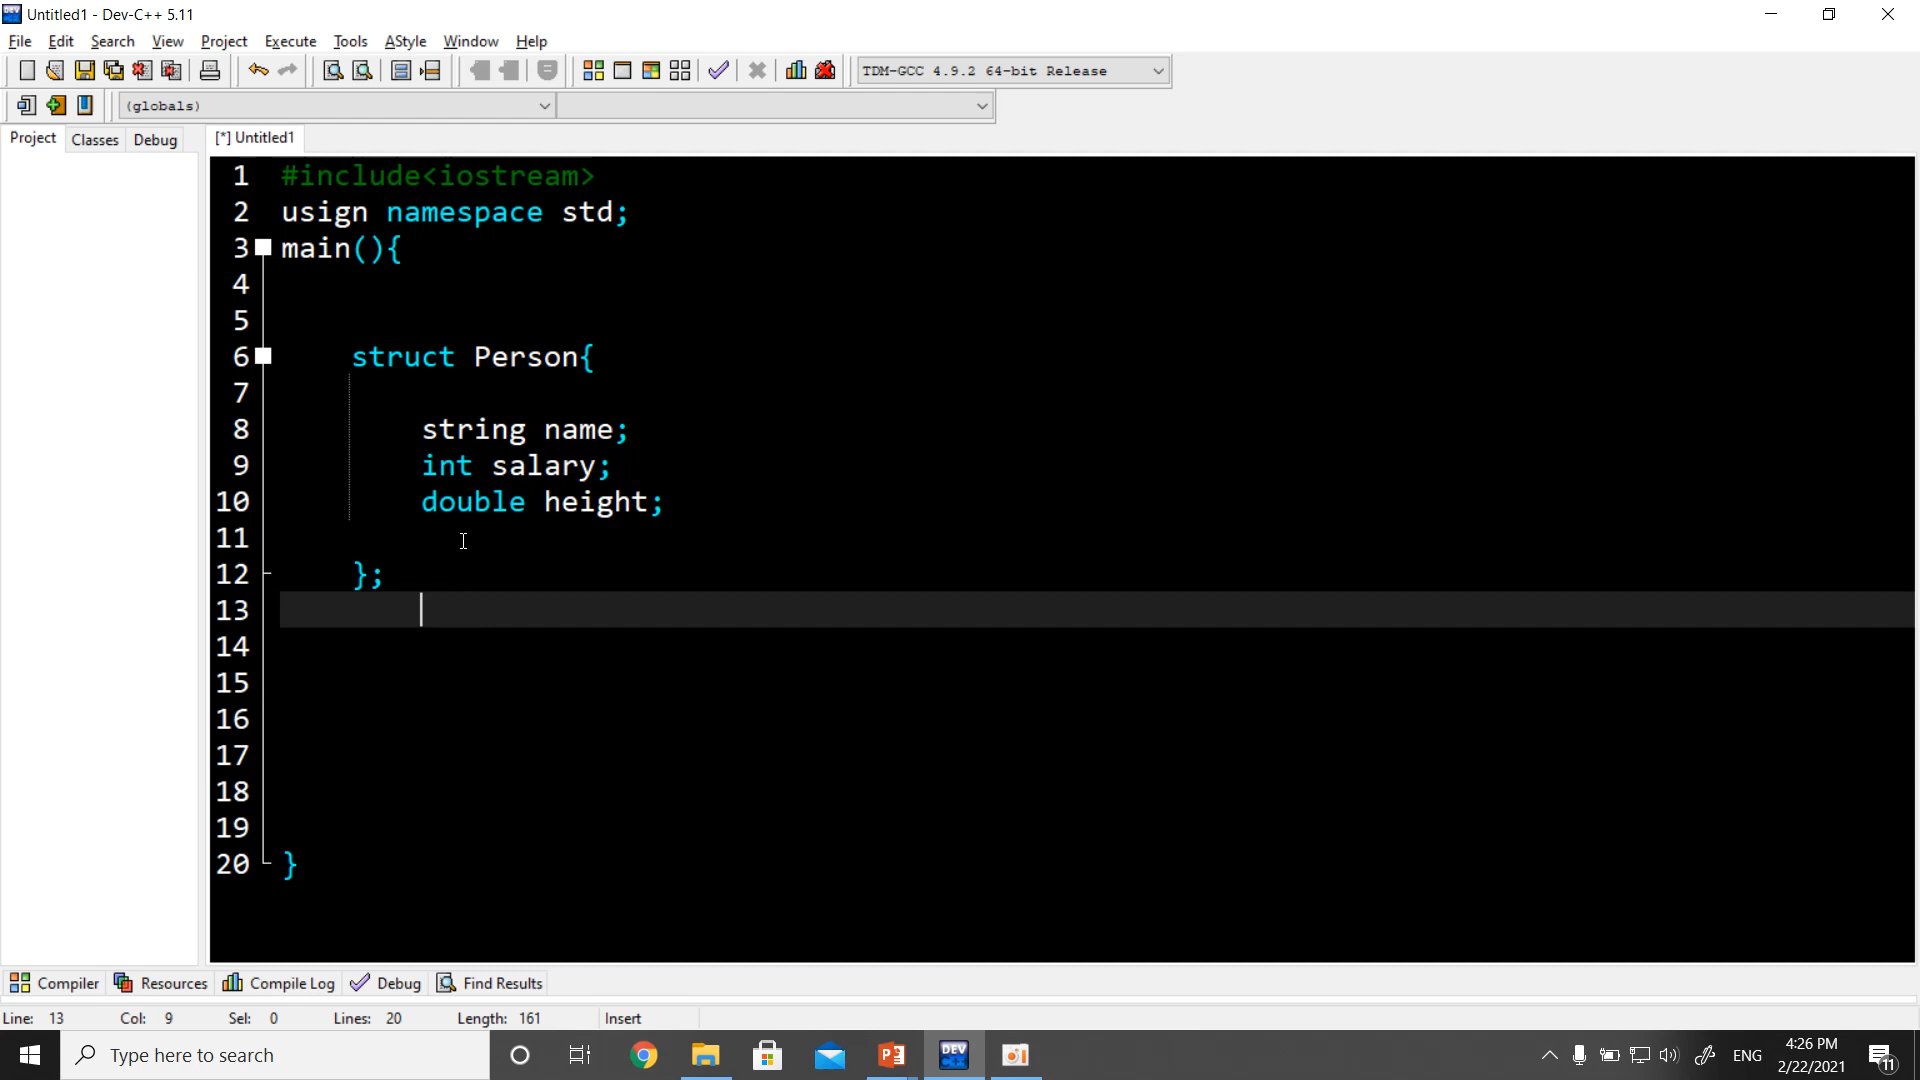 Untitled1 - Dev-C++ 5.11
File Edit Search View Project Execute Tools AStyle Window Help
TDM-GCC 4.9.2 64-bit Release
(globals)
Project Classes Debug [*] Untitled1
1 #include<iostream>
2 usign namespace std;
3 main(){
4
5
6 struct Person{
7
8 string name;
9 int salary;
10 double height;
11
12 };
13
14
15
16
17
18
19
20 }
Compiler Resources Compile Log Debug Find Results
Line: 13 Col: 9 Sel: 0 Lines: 20 Length: 161 Insert
Type here to search
DEV
ENG
4:26 PM
2/22/2021
11